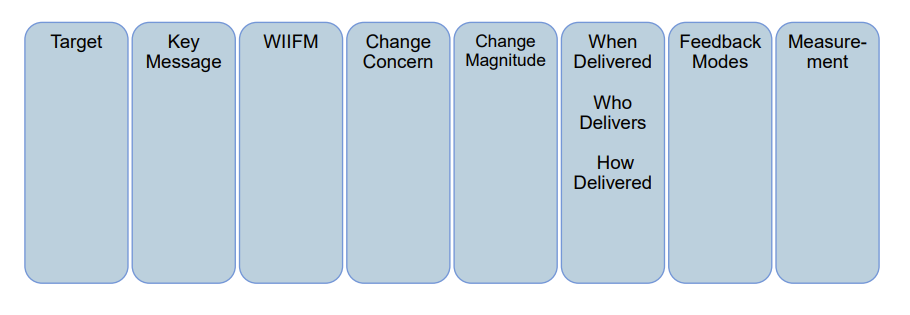 Target
Key
Message
WIIFM
Change
Concern
Change
Magnitude
When
Delivered
Who
Delivers
How
Delivered
Feedback
Modes
Measure-
ment